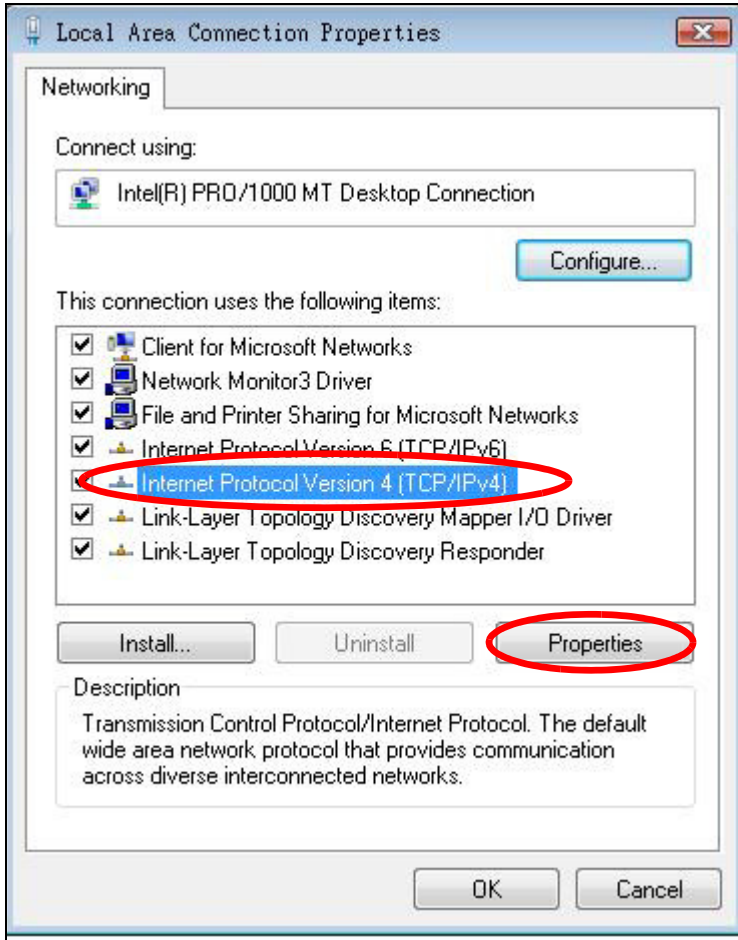 Local Area Connection Properties
Networking
Connect using:
Intel(R) PRO/1000 MT Desktop Connection
Configure...
This connection uses the following items:
Client for Microsoft Networks
Network Monitor3 Driver
File and Printer Sharing for Microsoft Networks
Internet Protocol Version 6 (TCP/IPv6)
Internet Protocol Version 4 (TCP/IPv4)
Link-Layer Topology Discovery Mapper I/O Driver
Link-Layer Topology Discovery Responder
Install... Uninstall Properties
Description
Transmission Control Protocol/Internet Protocol. The default
wide area network protocol that provides communication
across diverse interconnected networks.
OK Cancel